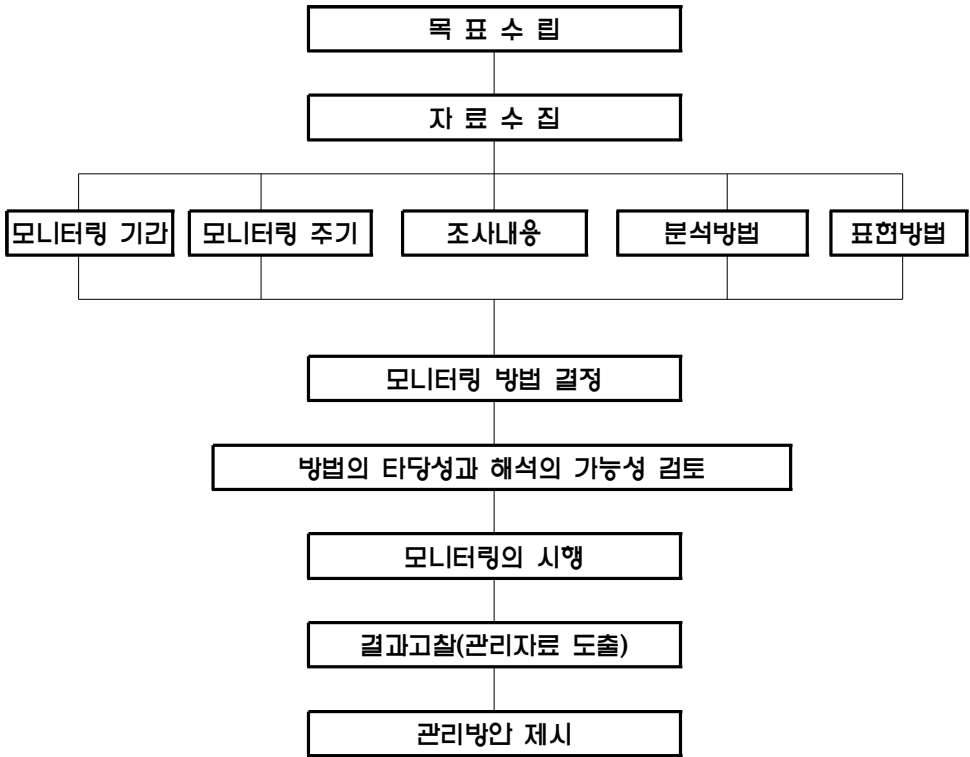 목 표 수 립
자 료 수 집
모니터링 기간
모니터링 주기
조사내용
분석방법
표현방법
모니터링 방법 결정
방법의 타당성과 해석의 가능성 검토
모니터링의 시행
결과고찰(관리자료 도출)
관리방안 제시